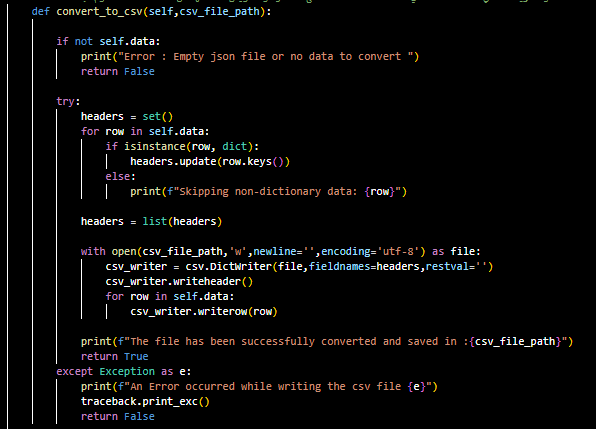 def convert_to_csv(self,csv_file_path):
if not self.data:
print("Error : Empty json file or no data to convert ")
return False
try:
headers = set()
for row in self.data:
if isinstance(row, dict):
headers.update(row.keys())
else:
print(f"Skipping non-dictionary data: {row}")
headers = list(headers)
with open(csv_file_path,'w',newline='',encoding='utf-8') as file:
csv_writer = csv.DictWriter(file,fieldnames=headers,restval='')
csv_writer.writeheader()
for row in self.data:
csv_writer.writerow(row)
print(f"The file has been successfully converted and saved in :{csv_file_path}")
return True
except Exception as e:
print(f"An Error occurred while writing the csv file {e}")
traceback.print_exc()
return False